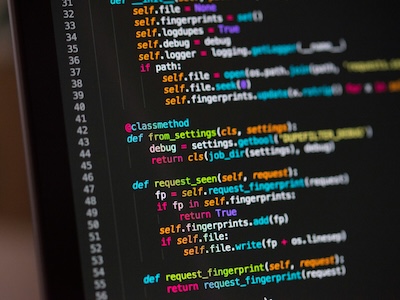 31 def __init__(self, path=None, debug=False):
32 self.file = None
33 self.fingerprints = set()
34 self.logdupes = True
35 self.debug = debug
36 self.logger = logging.getLogger(__name__)
37 if path:
38 self.file = open(os.path.join(path,
39 self.file.seek(0)
40 self.fingerprints.update(x.rstrip() for x in
41
42 @classmethod
43 def from_settings(cls, settings):
44 debug = settings.getbool('DUPEFILTER_DEBUG')
45 return cls(job_dir(settings), debug)
46
47 def request_seen(self, request):
48 fp = self.request_fingerprint(request)
49 if fp in self.fingerprints:
50 return True
51 self.fingerprints.add(fp)
52 if self.file:
53 self.file.write(fp + os.linesep)
54
55 def request_fingerprint(self, request):
56 return request_fingerprint(request)